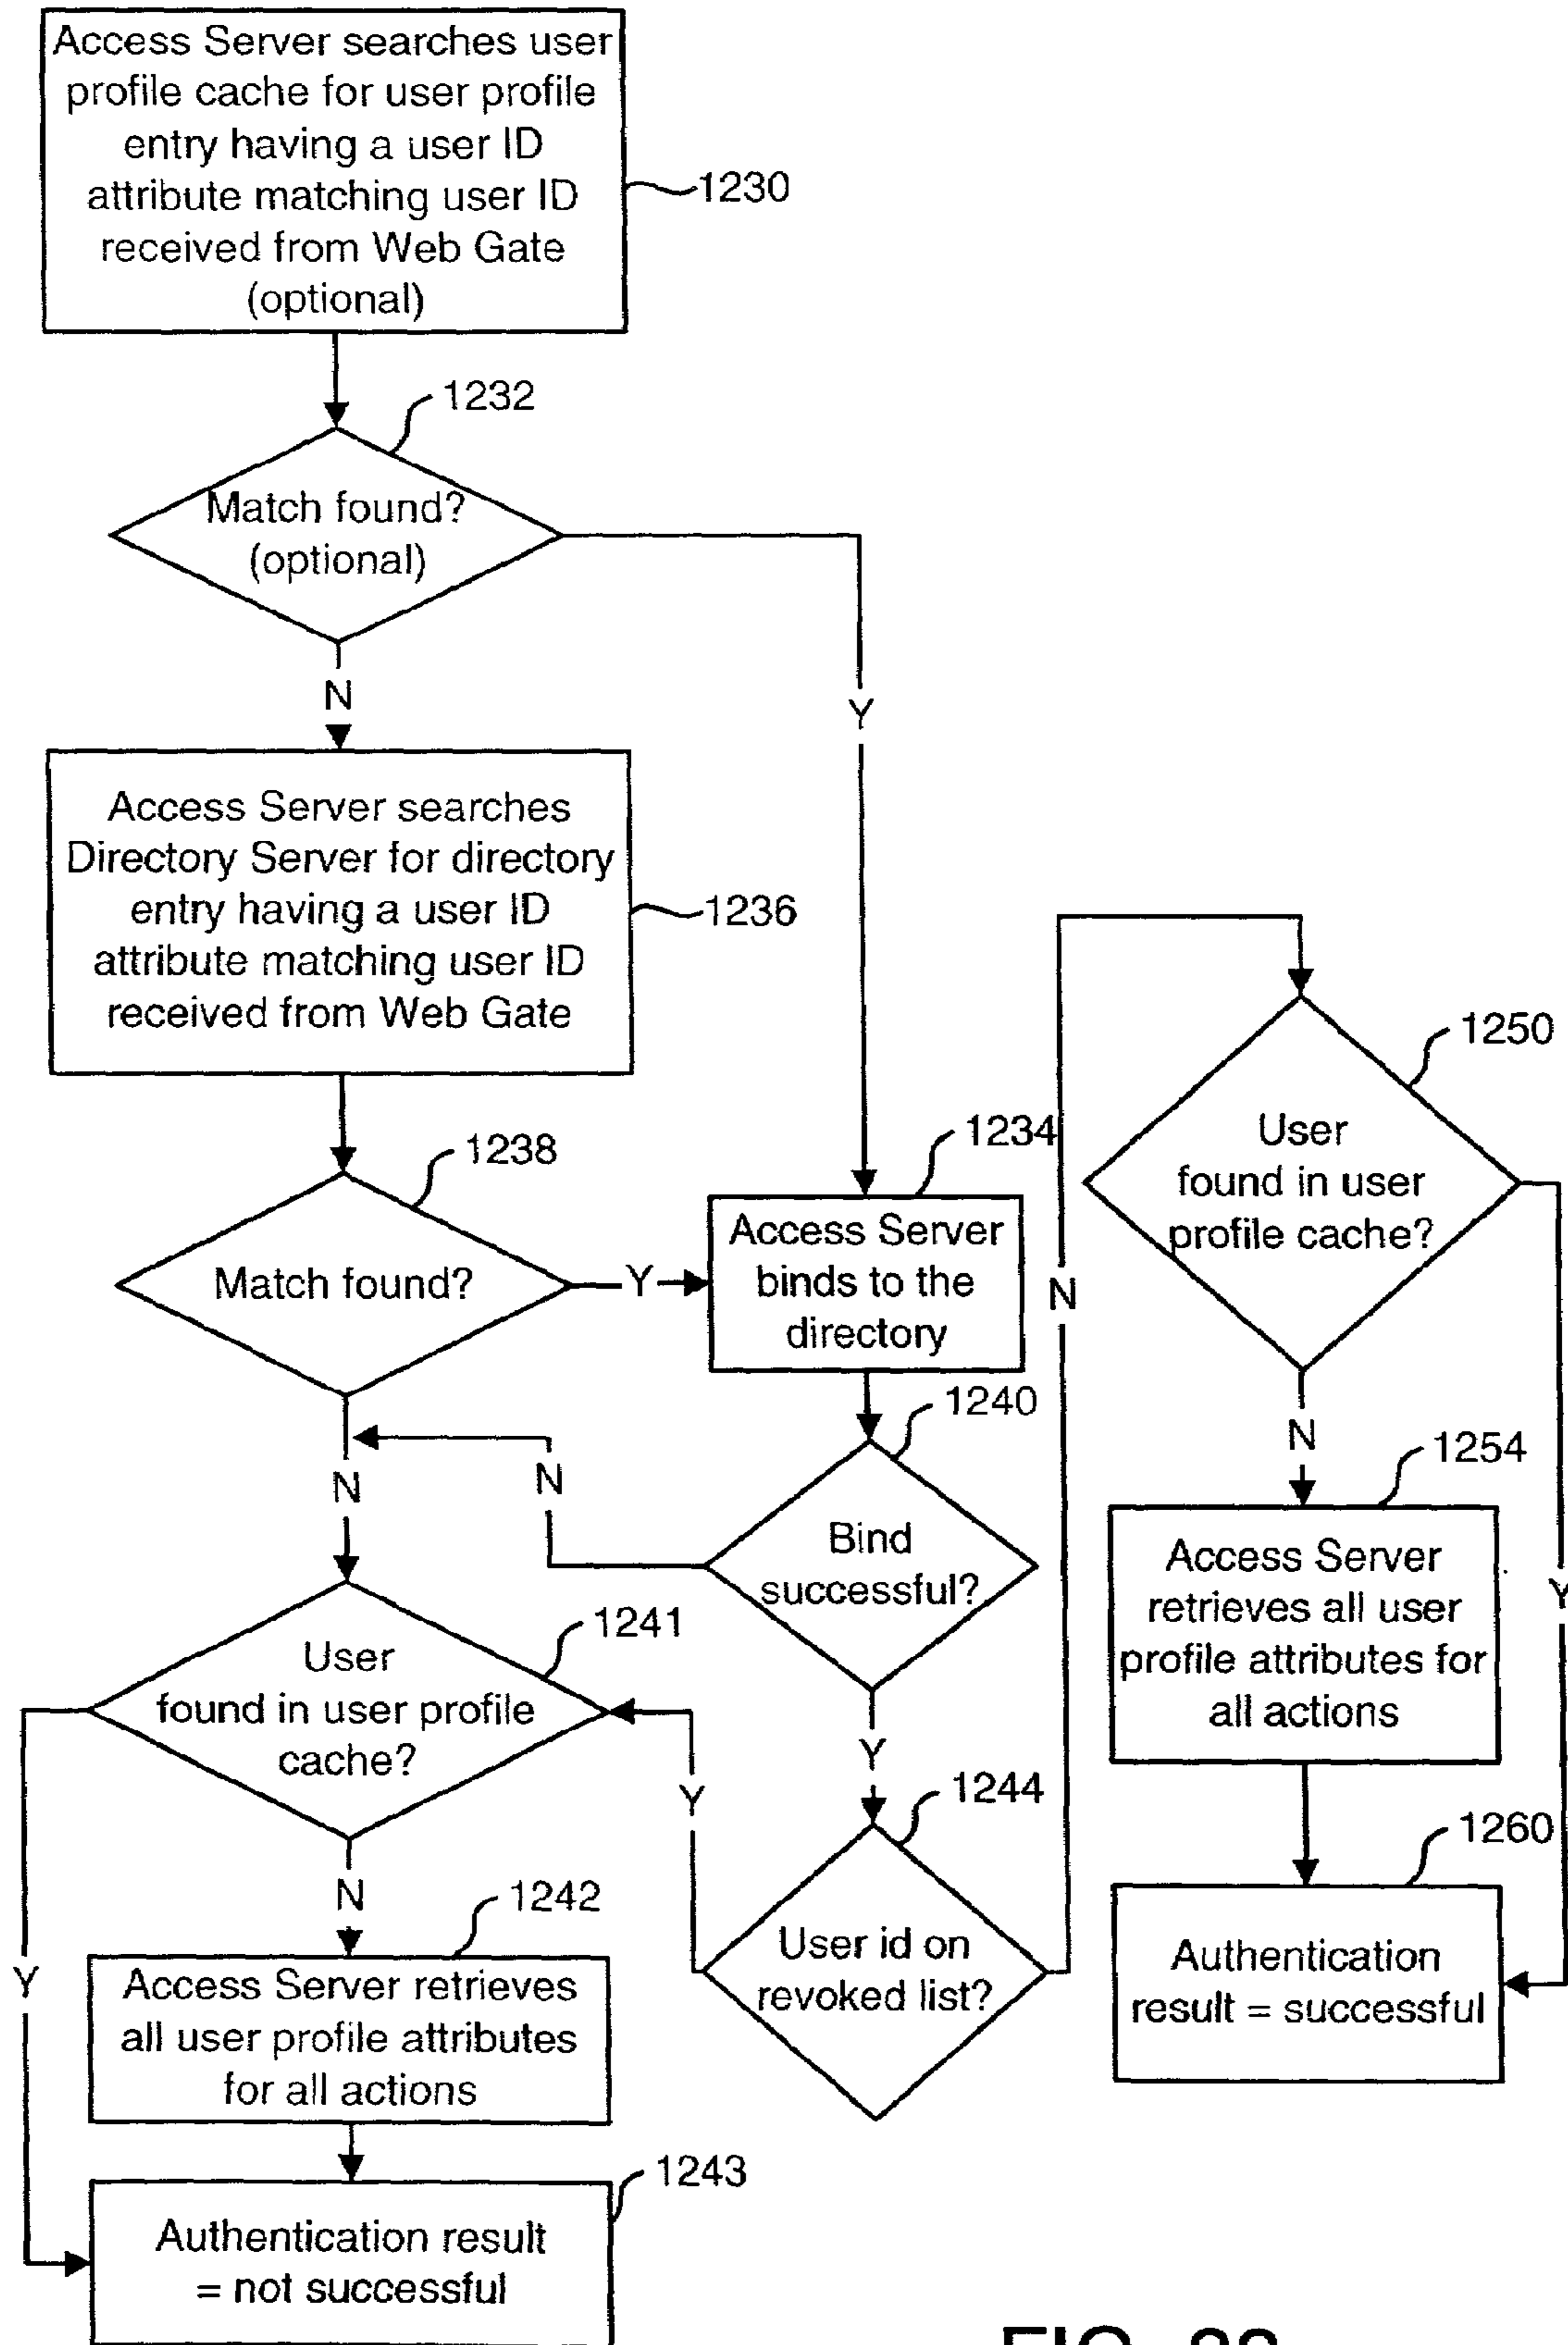 Access Server searches user
profile cache for user profile
entry having a user ID
attribute matching user ID
received from Web Gate
(optional)
1230
1232
Match found?
(optional)
N
Y
Access Server searches
Directory Server for directory
entry having a user ID
attribute matching user ID
received from Web Gate
1236
1238
Match found?
Y
N
1234
Access Server
binds to the
directory
1240
Bind
successful?
N
Y
1241
User
found in user profile
cache?
Y
N
1242
Access Server retrieves
all user profile attributes
for all actions
1243
Authentication result
= not successful
1244
User id on
revoked list?
Y
N
1250
User
found in user
profile cache?
N
Y
1254
Access Server
retrieves all user
profile attributes for
all actions
1260
Authentication
result = successful
FIG.